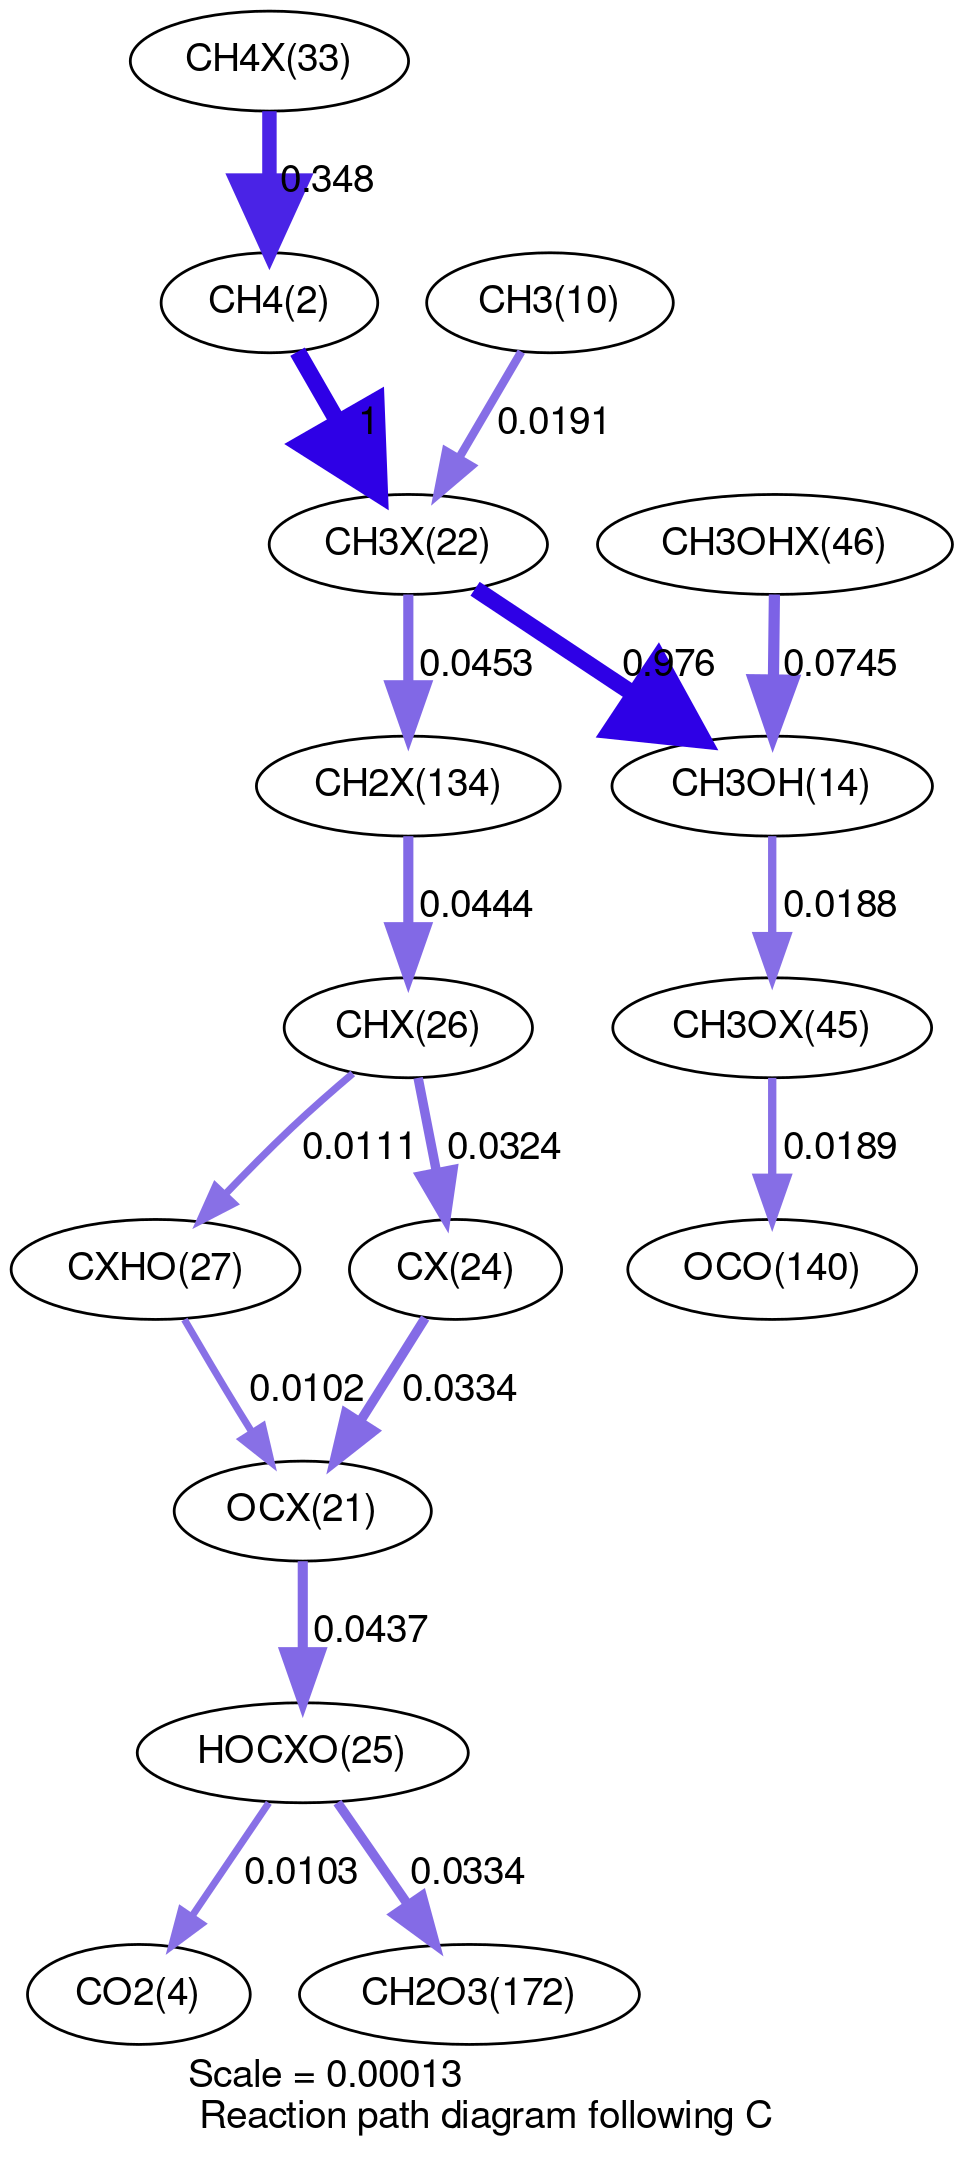 CH4X(33)
0.348
CH4(2)
CH3(10)
1
0.0191
CH3X(22)
CH3OHX(46)
0.0453
0.976
0.0745
CH2X(134)
CH3OH(14)
0.0444
0.0188
CHX(26)
CH3OX(45)
0.0111
0.0324
0.0189
CXHO(27)
CX(24)
OCO(140)
0.0102
0.0334
OCX(21)
0.0437
HOCXO(25)
0.0103
0.0334
CO2(4)
CH2O3(172)
Scale = 0.00013
Reaction path diagram following C